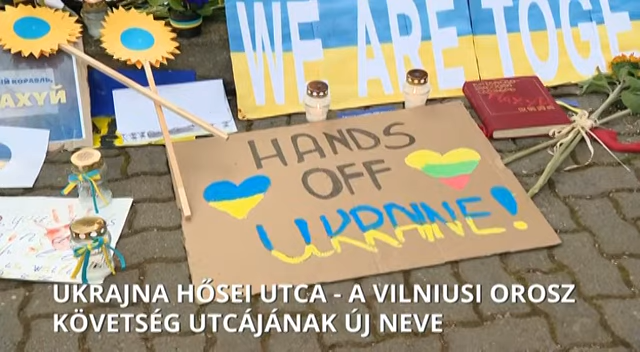 WE ARE TOGE
HANDS
OFF
UKRAINE!
UKRAJNA HŐSEI UTCA - A VILNIUSI OROSZ
KÖVETSÉG UTCÁJÁNAK ÚJ NEVE